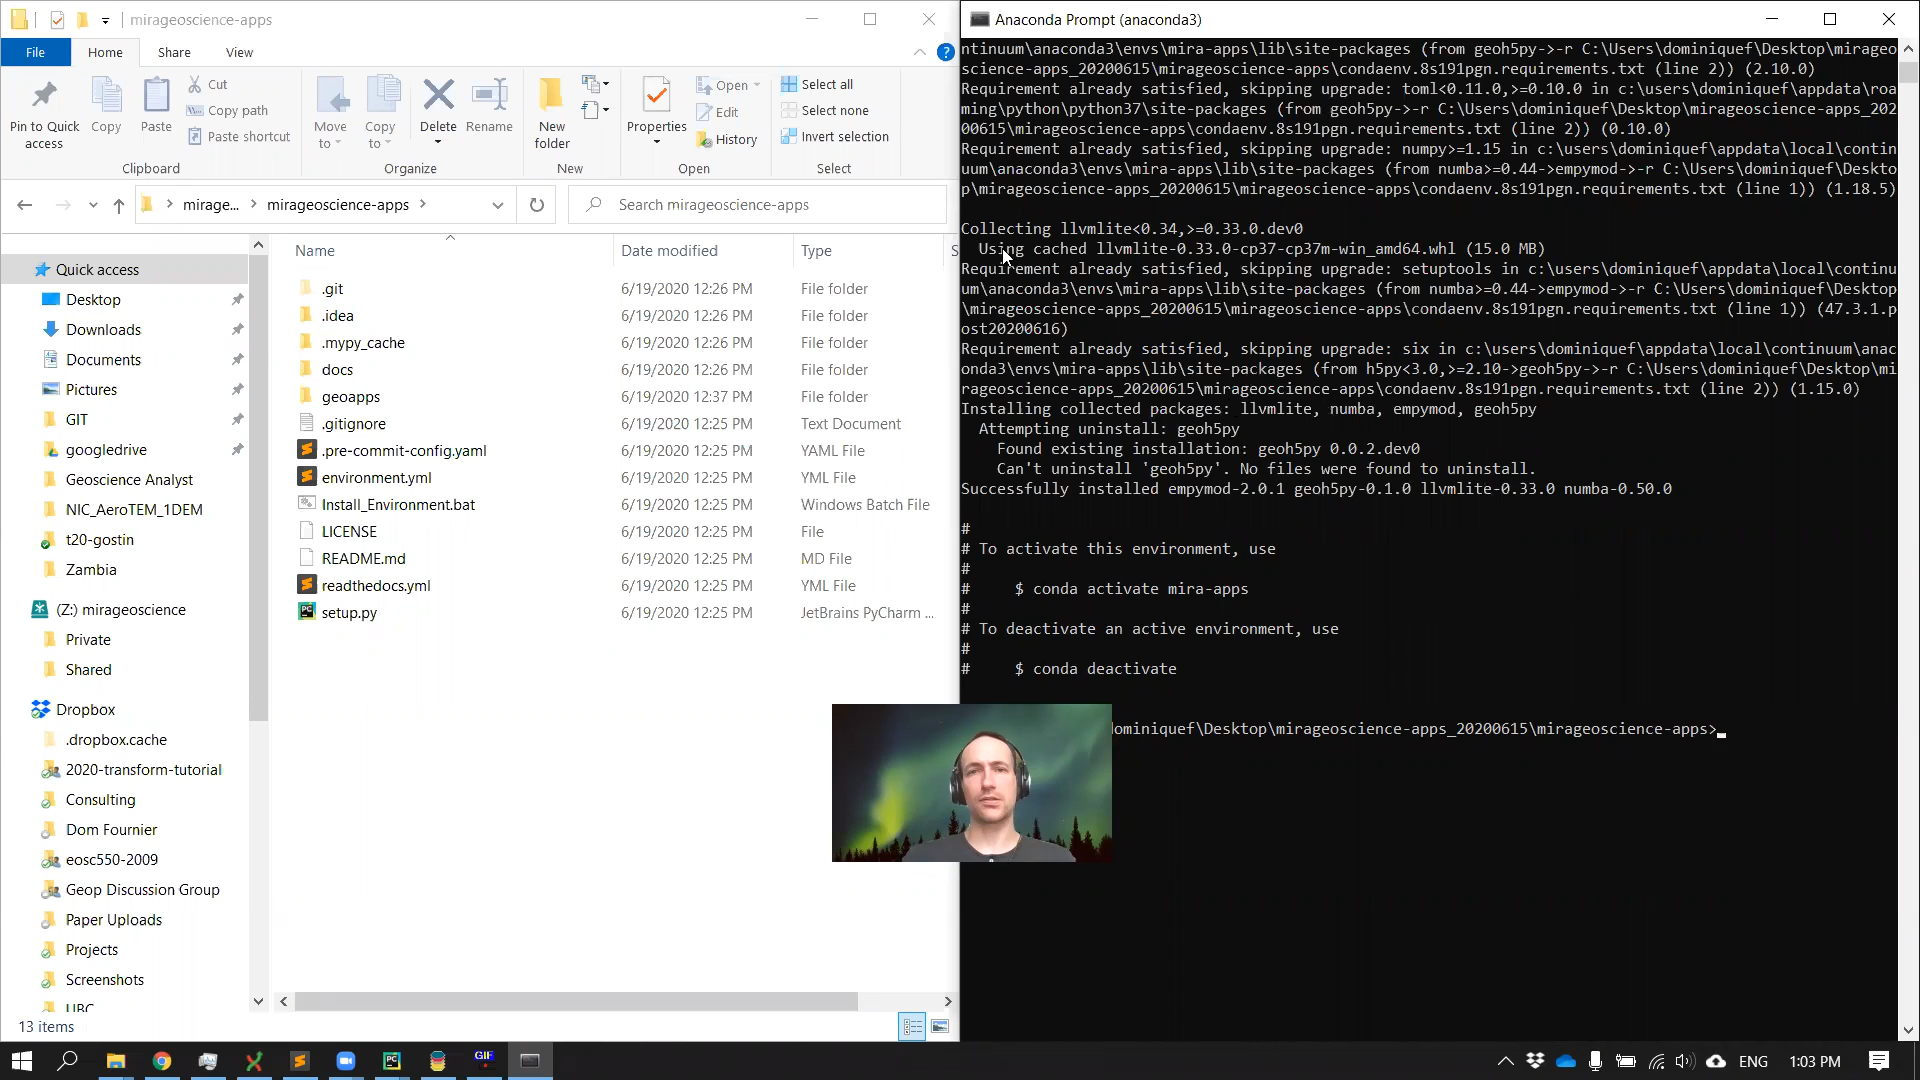 mirageoscience-apps
File
Home
Share
View
Pin to Quick access
Copy
Paste
Cut
Copy path
Paste shortcut
Clipboard
Move to
Copy to
Delete
Rename
Organize
New folder
New
Properties
Open
Edit
History
Open
Select all
Select none
Invert selection
Select
mirage...
mirageoscience-apps
Search mirageoscience-apps
Quick access
Desktop
Downloads
Documents
Pictures
GIT
googledrive
Geoscience Analyst
NIC_AeroTEM_1DEM
t20-gostin
Zambia
(Z:) mirageoscience
Private
Shared
Dropbox
.dropbox.cache
2020-transform-tutorial
Consulting
Dom Fournier
eosc550-2009
Geop Discussion Group
Paper Uploads
Projects
Screenshots
UBC
Name Date modified Type S
.git 6/19/2020 12:26 PM File folder
.idea 6/19/2020 12:26 PM File folder
.mypy_cache 6/19/2020 12:26 PM File folder
docs 6/19/2020 12:26 PM File folder
geoapps 6/19/2020 12:37 PM File folder
.gitignore 6/19/2020 12:25 PM Text Document
.pre-commit-config.yaml 6/19/2020 12:25 PM YAML File
environment.yml 6/19/2020 12:25 PM YML File
Install_Environment.bat 6/19/2020 12:25 PM Windows Batch File
LICENSE 6/19/2020 12:25 PM File
README.md 6/19/2020 12:25 PM MD File
readthedocs.yml 6/19/2020 12:25 PM YML File
setup.py 6/19/2020 12:25 PM JetBrains PyCharm ...
13 items
Anaconda Prompt (anaconda3)
ntinuum\anaconda3\envs\mira-apps\lib\site-packages (from geoh5py->-r C:\Users\dominiquef\Desktop\mirageo
science-apps_20200615\mirageoscience-apps\condaenv.8s191pgn.requirements.txt (line 2)) (2.10.0)
Requirement already satisfied, skipping upgrade: toml<0.11.0,>=0.10.0 in c:\users\dominiquef\appdata\roa
ming\python\python37\site-packages (from geoh5py->-r C:\Users\dominiquef\Desktop\mirageoscience-apps_202
00615\mirageoscience-apps\condaenv.8s191pgn.requirements.txt (line 2)) (0.10.0)
Requirement already satisfied, skipping upgrade: numpy>=1.15 in c:\users\dominiquef\appdata\local\contin
uum\anaconda3\envs\mira-apps\lib\site-packages (from numba>=0.44->empymod->-r C:\Users\dominiquef\Deskto
p\mirageoscience-apps_20200615\mirageoscience-apps\condaenv.8s191pgn.requirements.txt (line 1)) (1.18.5)
Collecting llvmlite<0.34,>=0.33.0.dev0
Using cached llvmlite-0.33.0-cp37-cp37m-win_amd64.whl (15.0 MB)
Requirement already satisfied, skipping upgrade: setuptools in c:\users\dominiquef\appdata\local\continu
um\anaconda3\envs\mira-apps\lib\site-packages (from numba>=0.44->empymod->-r C:\Users\dominiquef\Desktop
\mirageoscience-apps_20200615\mirageoscience-apps\condaenv.8s191pgn.requirements.txt (line 1)) (47.3.1.p
ost20200616)
Requirement already satisfied, skipping upgrade: six in c:\users\dominiquef\appdata\local\continuum\anac
onda3\envs\mira-apps\lib\site-packages (from h5py<3.0,>=2.10->geoh5py->-r C:\Users\dominiquef\Desktop\mi
rageoscience-apps_20200615\mirageoscience-apps\condaenv.8s191pgn.requirements.txt (line 2)) (1.15.0)
Installing collected packages: llvmlite, numba, empymod, geoh5py
Attempting uninstall: geoh5py
Found existing installation: geoh5py 0.0.2.dev0
Can't uninstall 'geoh5py'. No files were found to uninstall.
Successfully installed empymod-2.0.1 geoh5py-0.1.0 llvmlite-0.33.0 numba-0.50.0
#
# To activate this environment, use
#
# $ conda activate mira-apps
#
# To deactivate an active environment, use
#
# $ conda deactivate
ominiquef\Desktop\mirageoscience-apps_20200615\mirageoscience-apps>
GIF
ENG
1:03 PM